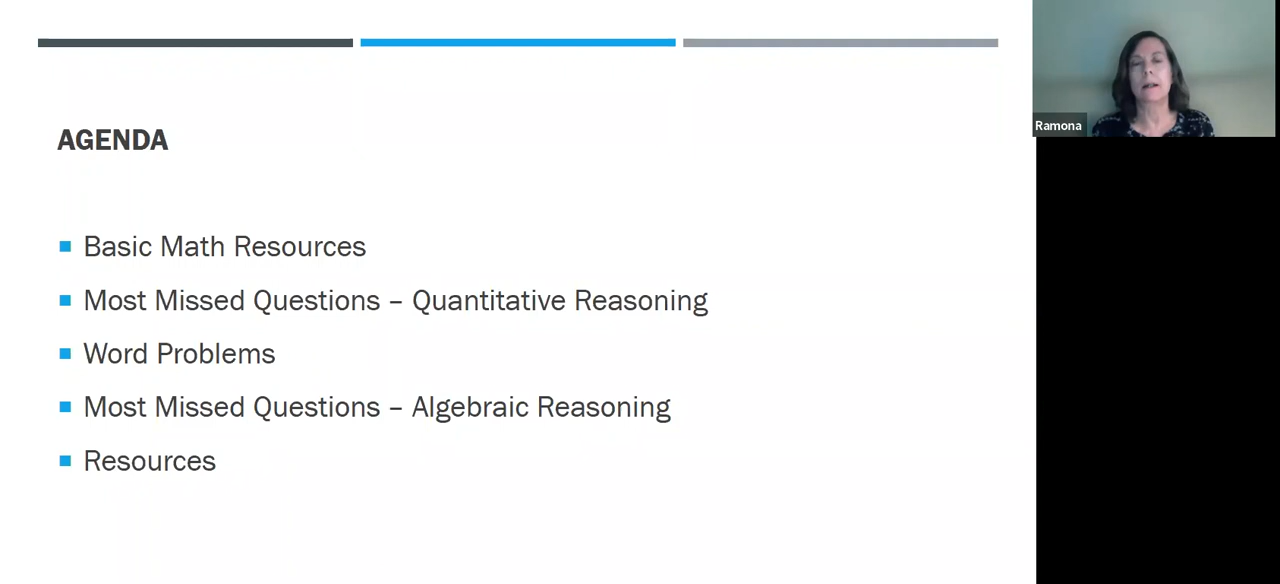 AGENDA
Basic Math Resources
Most Missed Questions – Quantitative Reasoning
Word Problems
Most Missed Questions – Algebraic Reasoning
Resources
Ramona